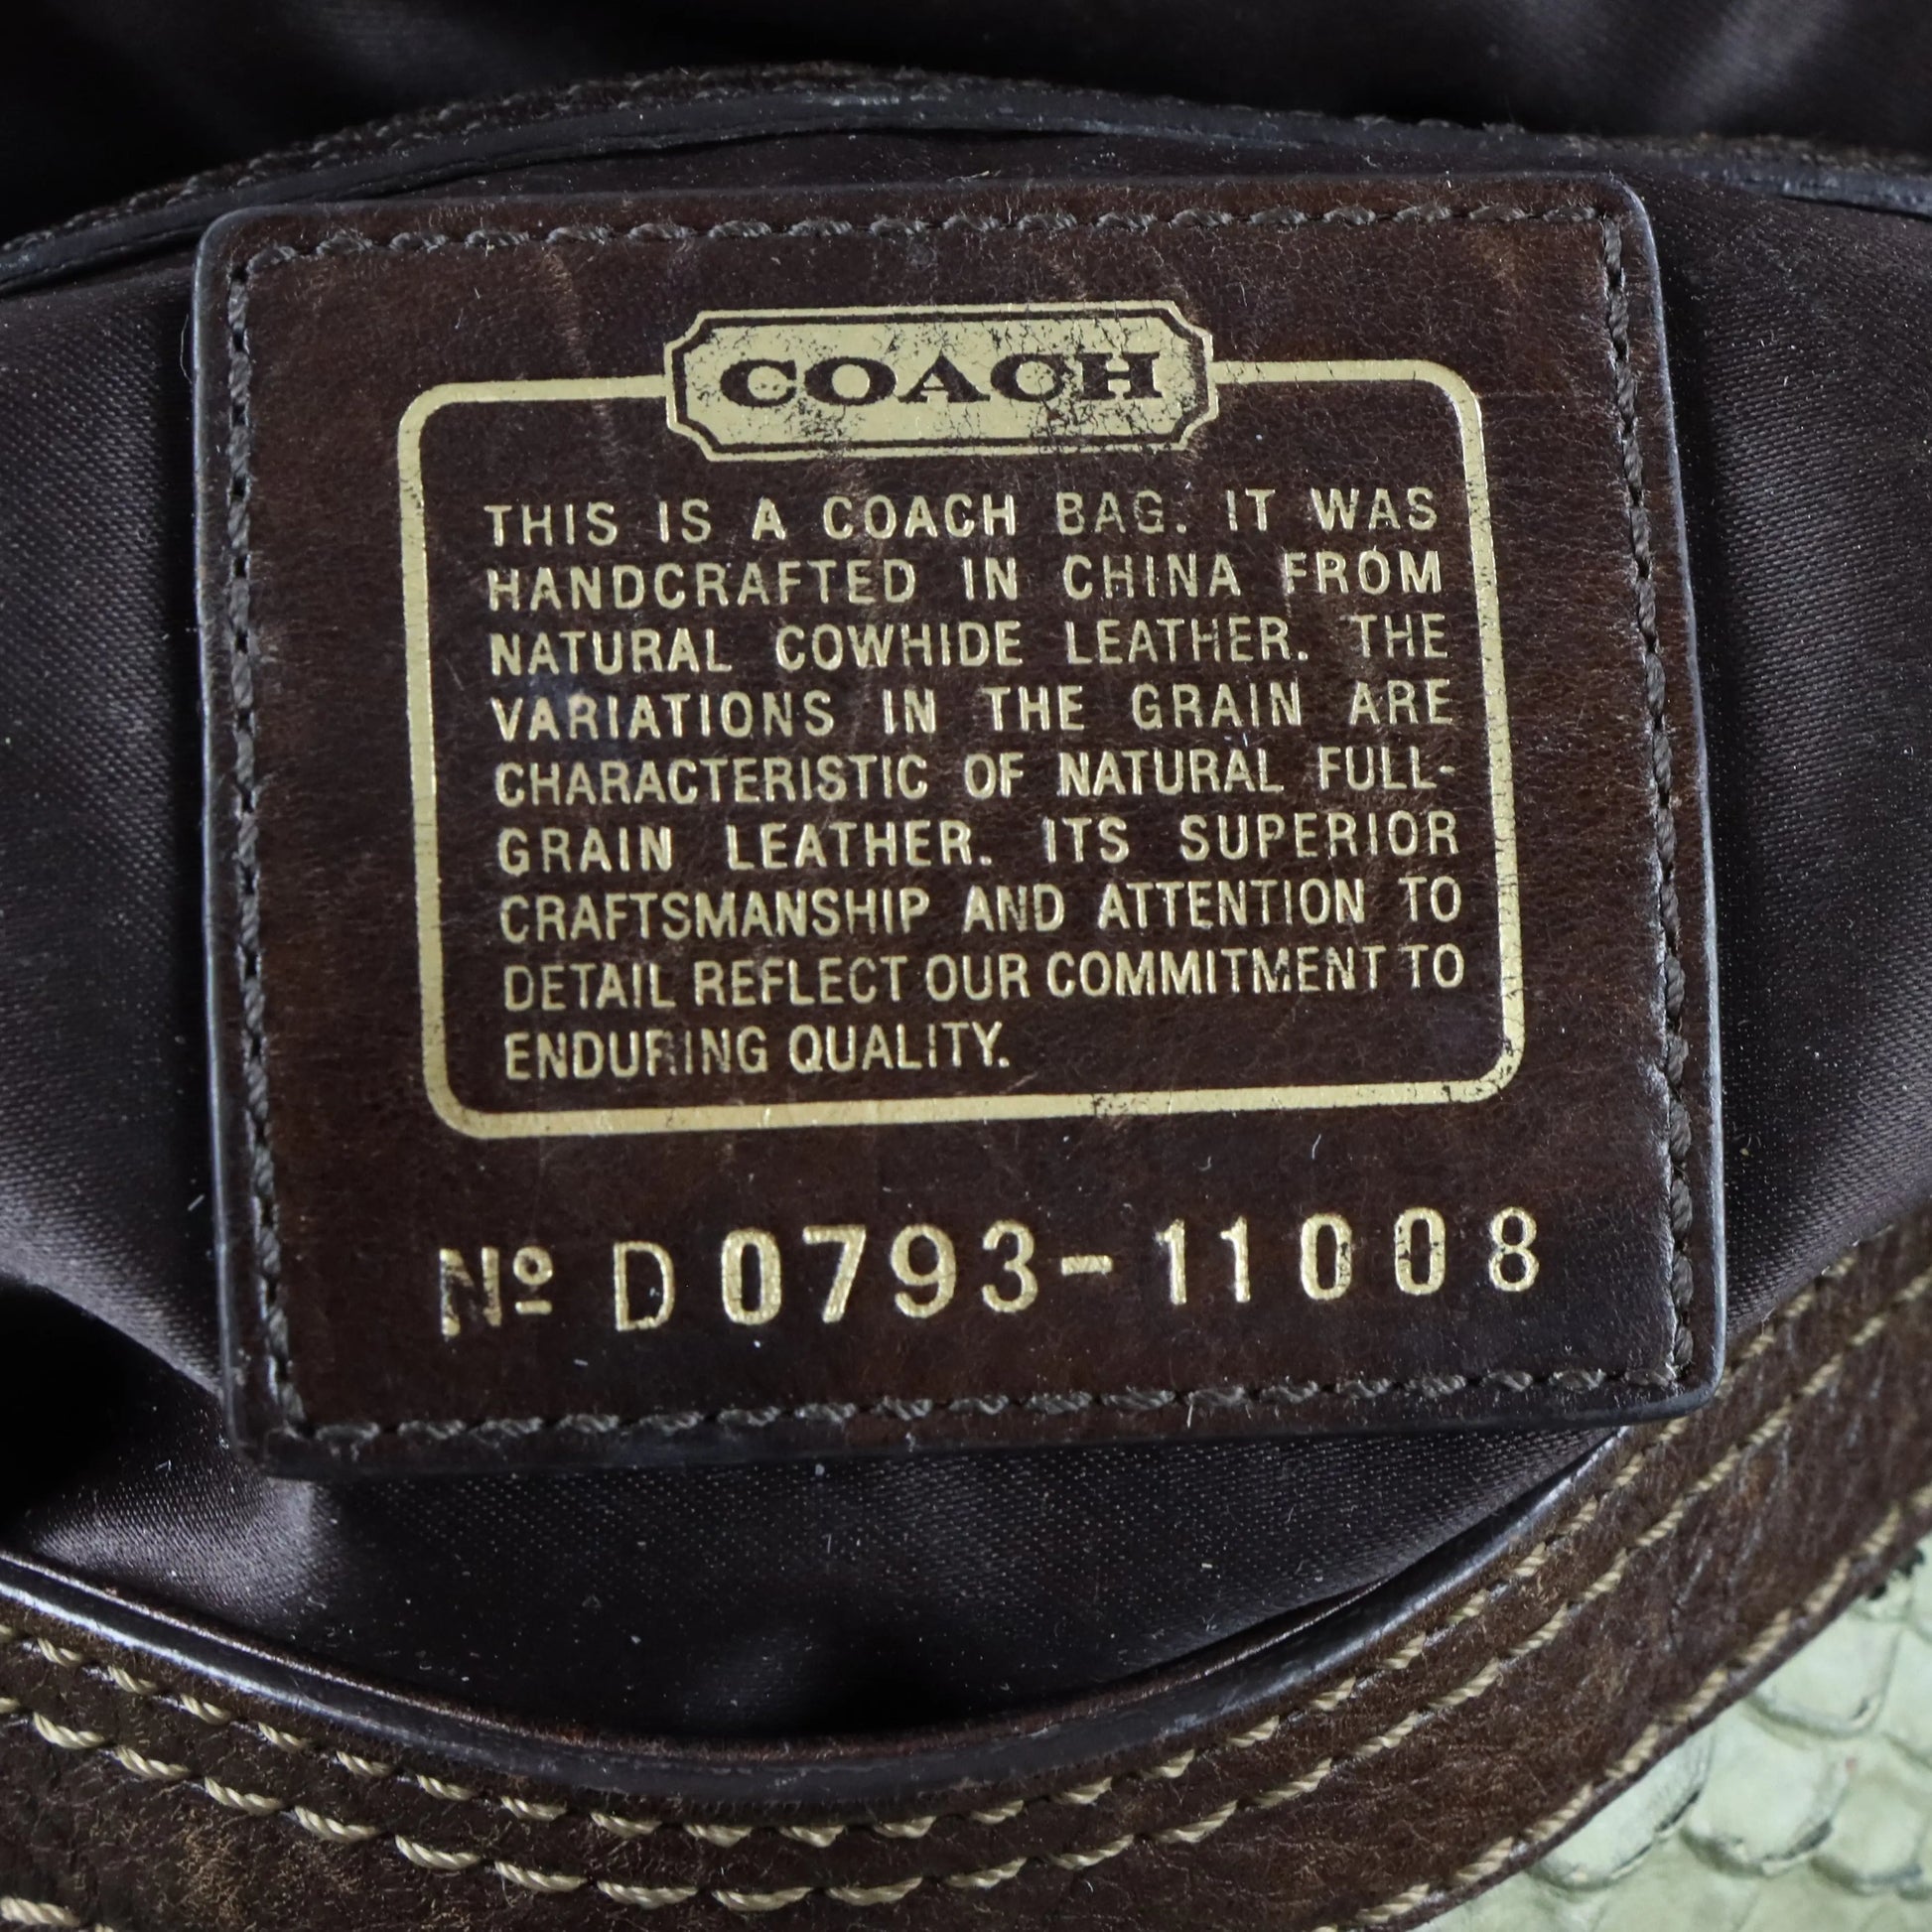 COACH
THIS IS A COACH BAG. IT WAS
HANDCRAFTED IN CHINA FROM
NATURAL COWHIDE LEATHER. THE
VARIATIONS IN THE GRAIN ARE
CHARACTERISTIC OF NATURAL FULL-
GRAIN LEATHER. ITS SUPERIOR
CRAFTSMANSHIP AND ATTENTION TO
DETAIL REFLECT OUR COMMITMENT TO
ENDURING QUALITY.
Nº D0793-11008